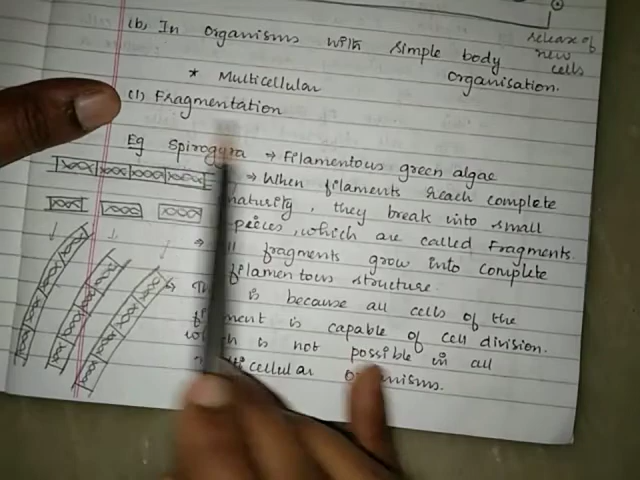 release of
new
cells
(b) In organisms with simple body
organisation.
* Multicellular
(1) Fragmentation
Eg Spirogyra → Filamentous green algae
→ When filaments reach complete
maturity, they break into small
pieces, which are called Fragments.
→ fragments grow into complete
filamentous structure.
→ is because all cells of the
is capable of cell division.
is not possible in all
organisms.